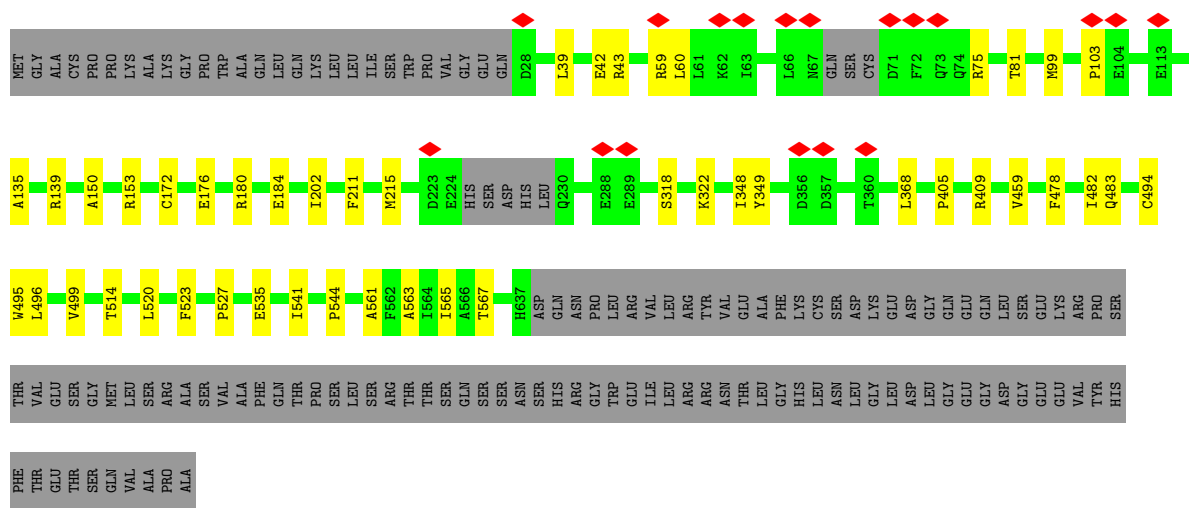 MET GLY ALA CYS PRO PRO LYS ALA LYS GLY PRO TRP ALA GLN LEU GLN LYS LEU LEU ILE SER TRP PRO VAL GLY GLU GLN D28 L39 E42 R43 R59 L60 L61 K62 I63 L66 N67 GLN SER CYS D71 F72 Q73 Q74 R75 T81 M99 P103 E104 E113
A135 R139 A150 R153 C172 E176 R180 E184 I202 F211 M215 D223 E224 HIS SER ASP HIS LEU Q230 E288 E289 S318 K322 I348 Y349 D356 D357 T360 L368 P405 R409 V459 F478 I482 Q483 C494
W495 L496 V499 T514 L520 F523 P527 E535 I541 P544 A561 F562 A563 I564 I565 A566 T567 H637 ASP GLN ASN PRO LEU ARG VAL LEU ARG TYR VAL GLU ALA PHE LYS CYS SER ASP LYS GLU ASP GLY GLN GLU GLN LEU SER GLU LYS ARG PRO SER
THR VAL GLU SER GLY MET LEU SER ARG ALA SER VAL ALA PHE GLN THR PRO SER LEU SER ARG THR THR SER GLN SER SER ASN SER HIS ARG GLY TRP GLU ILE LEU ARG ARG ASN THR LEU GLY HIS LEU ASN LEU GLY LEU ASP LEU GLY GLU GLY ASP GLY GLU GLU VAL TYR HIS
PHE THR GLU THR SER GLN VAL ALA PRO ALA